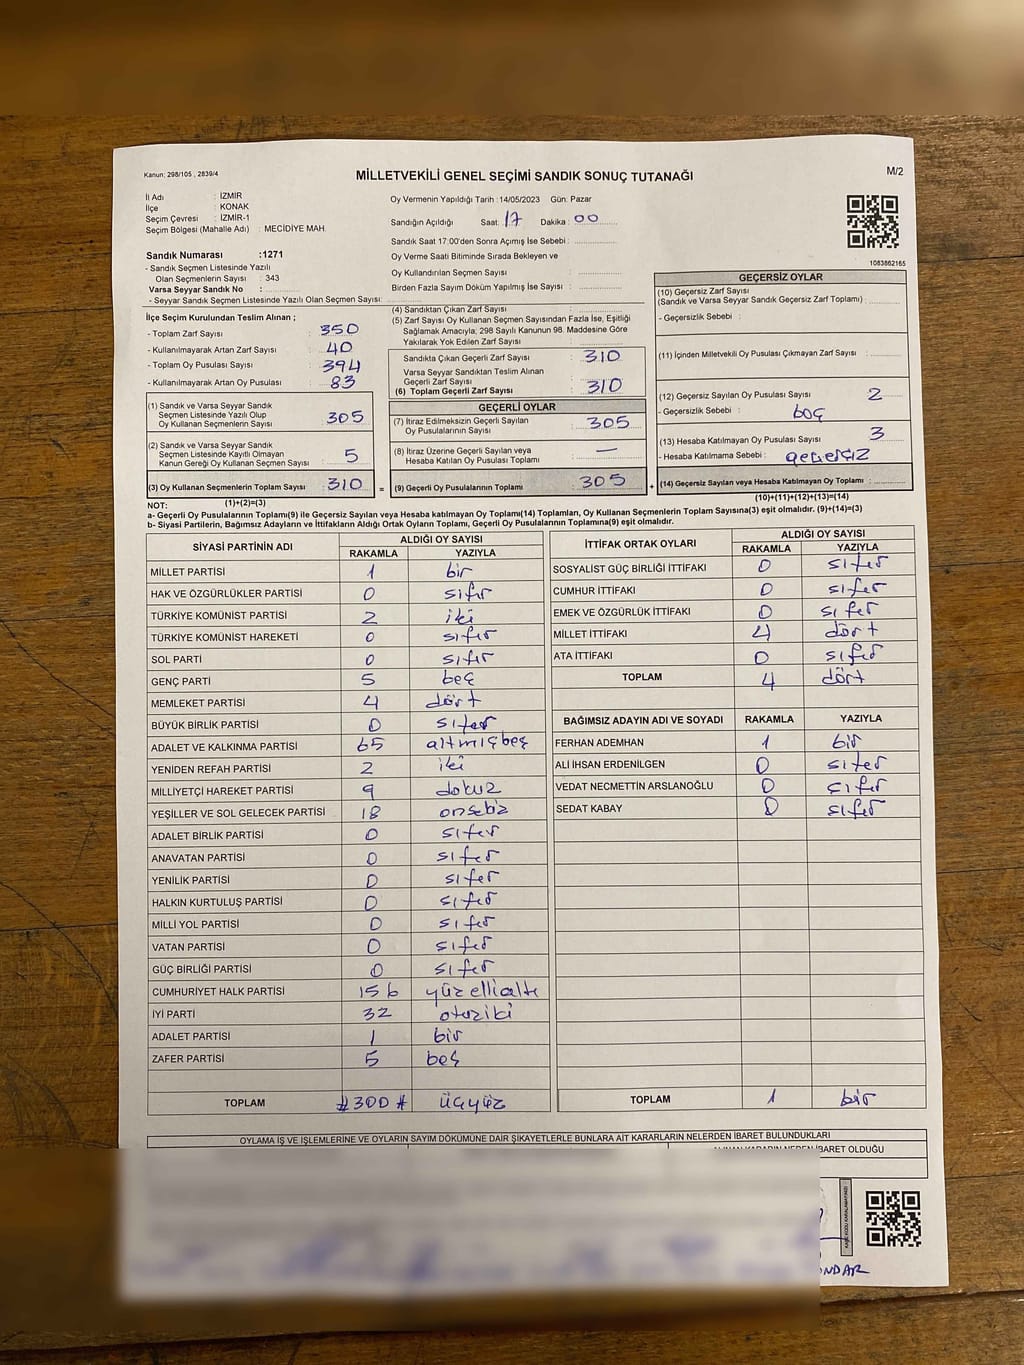 Kanun; 298/105 , 2839/4
MİLLETVEKİLİ GENEL SEÇİMİ SANDIK SONUÇ TUTANAĞI
M/2
İl Adı : İZMİR
İlçe : KONAK
Seçim Çevresi : İZMİR-1
Seçim Bölgesi (Mahalle Adı) : MECİDİYE MAH.
Oy Vermenin Yapıldığı Tarih : 14/05/2023 Gün: Pazar
Sandığın Açıldığı Saat: 17 Dakika : 00
Sandık Saat 17:00'den Sonra Açımış İse Sebebi :
Oy Verme Saati Bitiminde Sırada Bekleyen ve
Oy Kullandırılan Seçmen Sayısı :
Birden Fazla Sayım Döküm Yapılmış İse Sayısı :
1083862165
Sandık Numarası :1271
- Sandık Seçmen Listesinde Yazılı
Olan Seçmenlerin Sayısı : 343
Varsa Seyyar Sandık No :
- Seyyar Sandık Seçmen Listesinde Yazılı Olan Seçmen Sayısı:
İlçe Seçim Kurulundan Teslim Alınan ;
- Toplam Zarf Sayısı : 350
- Kullanılmayarak Artan Zarf Sayısı : 40
- Toplam Oy Pusulası Sayısı : 394
- Kullanılmayarak Artan Oy Pusulası : 83
(1) Sandık ve Varsa Seyyar Sandık
Seçmen Listesinde Yazılı Olup
Oy Kullanan Seçmenlerin Sayısı : 305
(2) Sandık ve Varsa Seyyar Sandık
Seçmen Listesinde Kayıtlı Olmayan
Kanun Gereği Oy Kullanan Seçmen Sayısı : 5
(3) Oy Kullanan Seçmenlerin Toplam Sayısı : 310 =
(4) Sandıktan Çıkan Zarf Sayısı :
(5) Zarf Sayısı Oy Kullanan Seçmen Sayısından Fazla İse, Eşitliği
Sağlamak Amacıyla; 298 Sayılı Kanunun 98. Maddesine Göre
Yakılarak Yok Edilen Zarf Sayısı :
Sandıkta Çıkan Geçerli Zarf Sayısı : 310
Varsa Seyyar Sandıktan Teslim Alınan
Geçerli Zarf Sayısı :
(6) Toplam Geçerli Zarf Sayısı : 310
GEÇERLİ OYLAR
(7) İtiraz Edilmeksizin Geçerli Sayılan
Oy Pusulalarının Sayısı : 305
(8) İtiraz Üzerine Geçerli Sayılan veya
Hesaba Katılan Oy Pusulası Toplamı : —
(9) Geçerli Oy Pusulalarının Toplamı : 305 +
GEÇERSİZ OYLAR
(10) Geçersiz Zarf Sayısı
(Sandık ve Varsa Seyyar Sandık Geçersiz Zarf Toplamı) :
- Geçersizlik Sebebi :
(11) İçinden Milletvekili Oy Pusulası Çıkmayan Zarf Sayısı :
(12) Geçersiz Sayılan Oy Pusulası Sayısı : 2
- Geçersizlik Sebebi : boş
(13) Hesaba Katılmayan Oy Pusulası Sayısı : 3
- Hesaba Katılmama Sebebi : geçersiz
(14) Geçersiz Sayılan veya Hesaba Katılmayan Oy Toplamı :
NOT: (1)+(2)=(3)
(10)+(11)+(12)+(13)=(14)
a- Geçerli Oy Pusulalarının Toplamı(9) ile Geçersiz Sayılan veya Hesaba katılmayan Oy Toplamı(14) Toplamları, Oy Kullanan Seçmenlerin Toplam Sayısına(3) eşit olmalıdır. (9)+(14)=(3)
b- Siyasi Partilerin, Bağımsız Adayların ve İttifakların Aldığı Ortak Oyların Toplamı, Geçerli Oy Pusulalarının Toplamına(9) eşit olmalıdır.
SİYASİ PARTİNİN ADI ALDIĞI OY SAYISI
RAKAMLA YAZIYLA
MİLLET PARTİSİ 1 bir
HAK VE ÖZGÜRLÜKLER PARTİSİ 0 sıfır
TÜRKİYE KOMÜNİST PARTİSİ 2 iki
TÜRKİYE KOMÜNİST HAREKETİ 0 sıfır
SOL PARTİ 0 sıfır
GENÇ PARTİ 5 beş
MEMLEKET PARTİSİ 4 dört
BÜYÜK BİRLİK PARTİSİ 0 sıfır
ADALET VE KALKINMA PARTİSİ 65 altmışbeş
YENİDEN REFAH PARTİSİ 2 iki
MİLLİYETÇİ HAREKET PARTİSİ 9 dokuz
YEŞİLLER VE SOL GELECEK PARTİSİ 18 onsekiz
ADALET BİRLİK PARTİSİ 0 sıfır
ANAVATAN PARTİSİ 0 sıfır
YENİLİK PARTİSİ 0 sıfır
HALKIN KURTULUŞ PARTİSİ 0 sıfır
MİLLİ YOL PARTİSİ 0 sıfır
VATAN PARTİSİ 0 sıfır
GÜÇ BİRLİĞİ PARTİSİ 0 sıfır
CUMHURİYET HALK PARTİSİ 156 yüzellialtı
İYİ PARTİ 32 otuziki
ADALET PARTİSİ 1 bir
ZAFER PARTİSİ 5 beş
TOPLAM #300# üçyüz
İTTİFAK ORTAK OYLARI ALDIĞI OY SAYISI
RAKAMLA YAZIYLA
SOSYALİST GÜÇ BİRLİĞİ İTTİFAKI 0 sıfır
CUMHUR İTTİFAKI 0 sıfır
EMEK VE ÖZGÜRLÜK İTTİFAKI 0 sıfır
MİLLET İTTİFAKI 4 dört
ATA İTTİFAKI 0 sıfır
TOPLAM 4 dört
BAĞIMSIZ ADAYIN ADI VE SOYADI RAKAMLA YAZIYLA
FERHAN ADEMHAN 1 bir
ALİ İHSAN ERDENİLGEN 0 sıfır
VEDAT NECMETTİN ARSLANOĞLU 0 sıfır
SEDAT KABAY 0 sıfır
TOPLAM 1 bir
OYLAMA İŞ VE İŞLEMLERİNE VE OYLARIN SAYIM DÖKÜMÜNE DAİR ŞİKAYETLERLE BUNLARA AİT KARARLARIN NELERDEN İBARET BULUNDUKLARI
ALINAN KARARIN NEDEN İBARET OLDUĞU